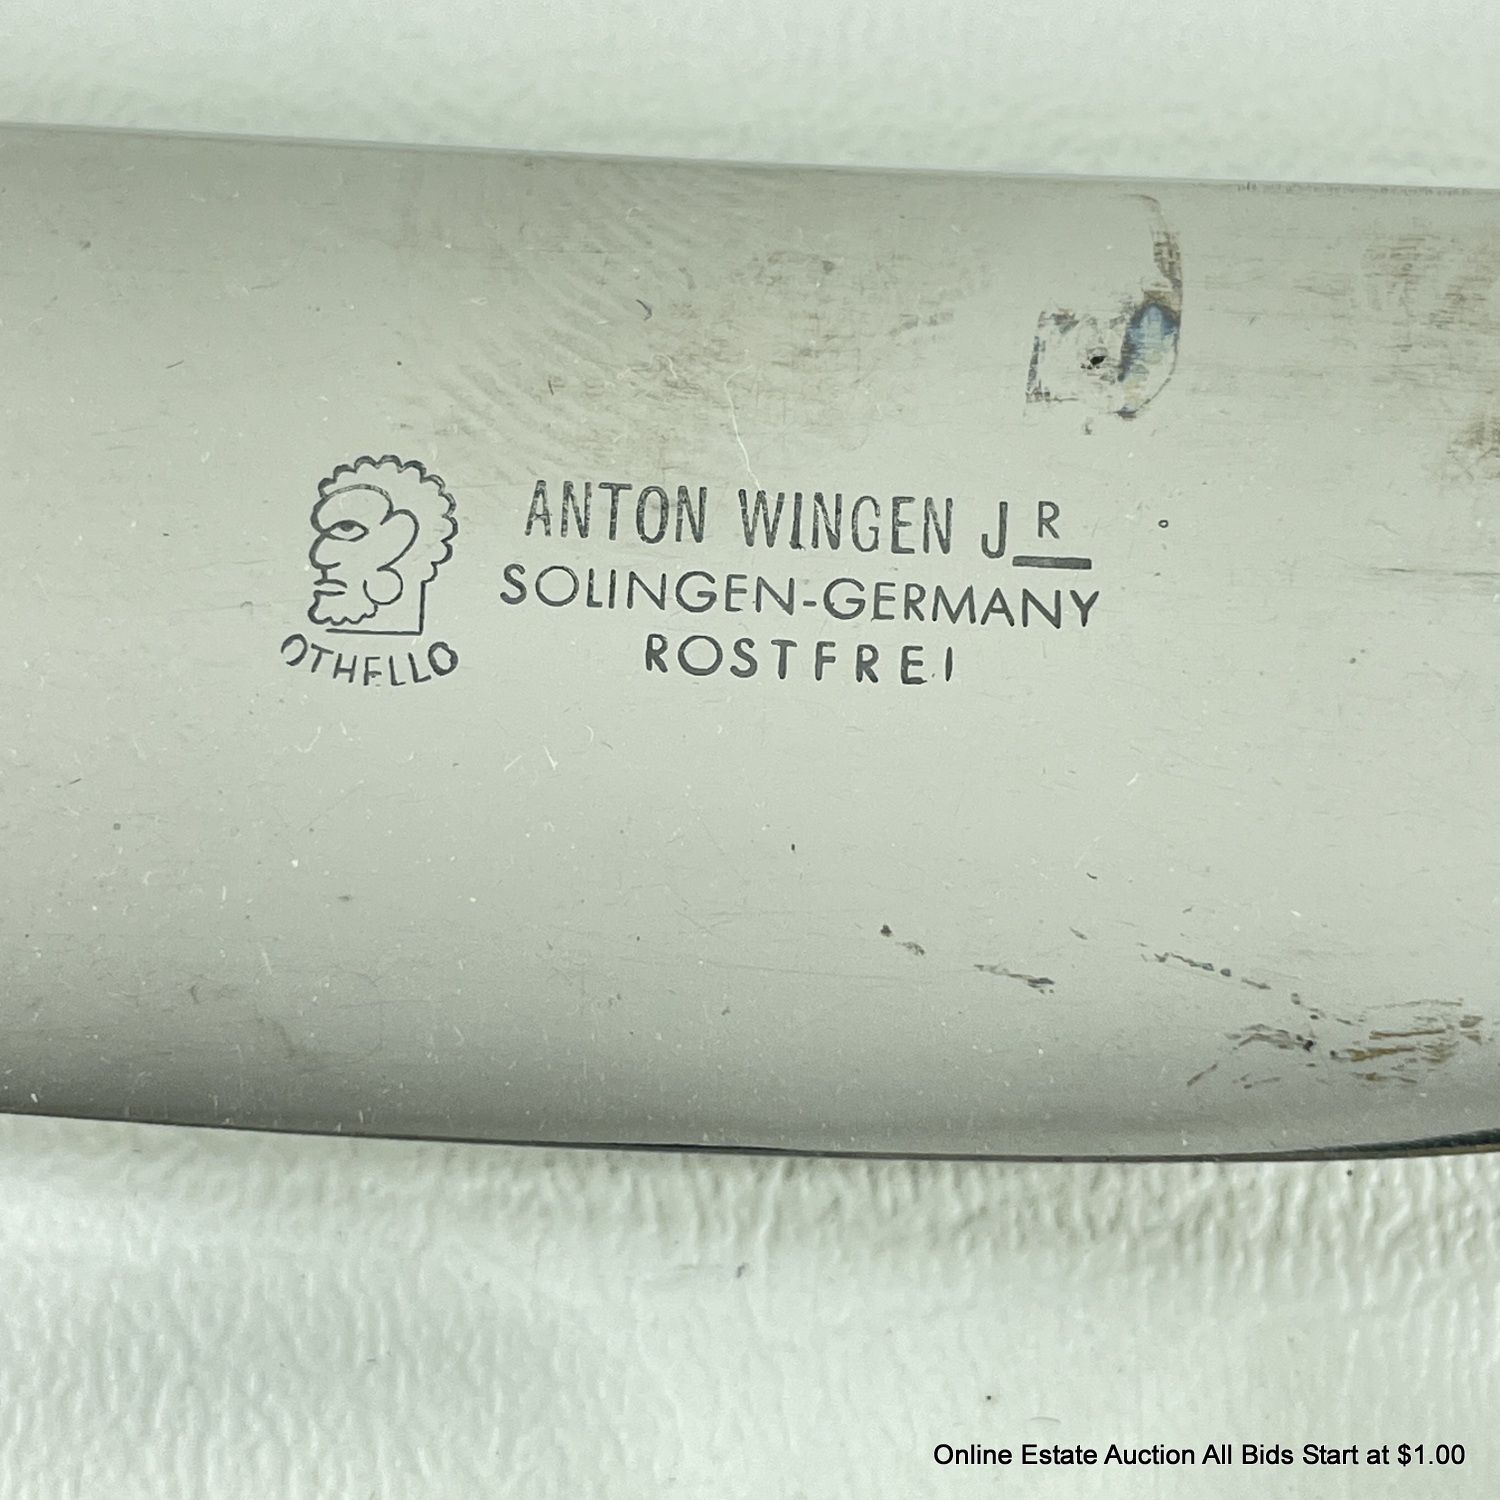 ANTON WINGEN JR
SOLINGEN-GERMANY
ROSTFREI
OTHELLO
Online Estate Auction All Bids Start at $1.00